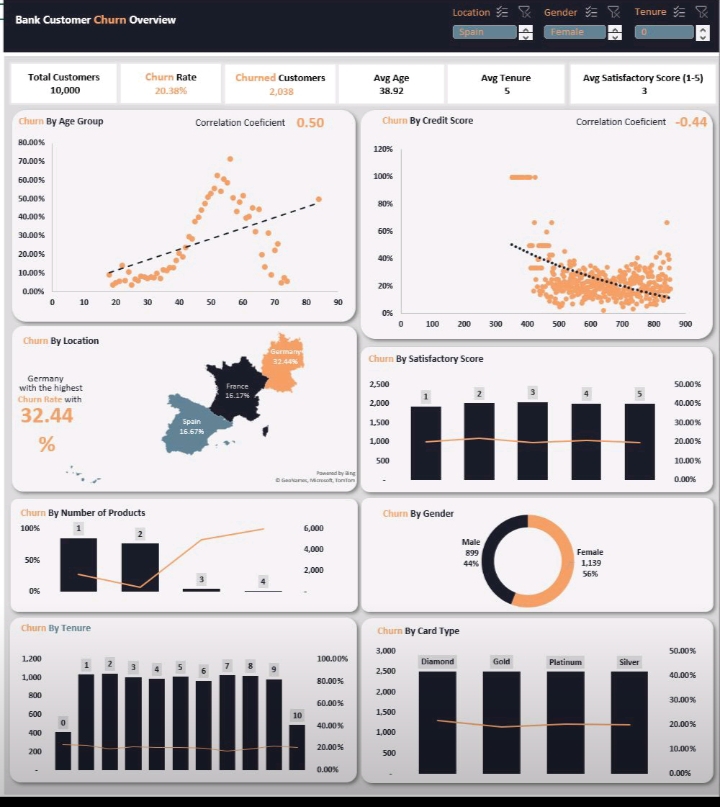 Bank Customer Churn Overview
Location
Gender
Tenure
Spain
Female
0
Total Customers
10,000
Churn Rate
20.38%
Churned Customers
2,038
Avg Age
38.92
Avg Tenure
5
Avg Satisfactory Score (1-5)
3
Churn By Age Group
Correlation Coeficient 0.50
80.00%
70.00%
60.00%
50.00%
40.00%
30.00%
20.00%
10.00%
0.00%
0 10 20 30 40 50 60 70 80 90
Churn By Credit Score
Correlation Coeficient -0.44
120%
100%
80%
60%
40%
20%
0%
0 100 200 300 400 500 600 700 800 900
Churn By Location
Germany
with the highest
Churn Rate with
32.44
%
Germany
32.44%
France
16.17%
Spain
16.67%
Powered by Bing
© GeoNames, Microsoft, TomTom
Churn By Satisfactory Score
2,500
2,000
1,500
1,000
500
-
1 2 3 4 5
50.00%
40.00%
30.00%
20.00%
10.00%
0.00%
Churn By Number of Products
100%
50%
0%
1 2 3 4
6,000
4,000
2,000
-
Churn By Gender
Male
899
44%
Female
1,139
56%
Churn By Tenure
1,200
1,000
800
600
400
200
-
0 1 2 3 4 5 6 7 8 9 10
100.00%
80.00%
60.00%
40.00%
20.00%
0.00%
Churn By Card Type
3,000
2,500
2,000
1,500
1,000
500
-
Diamond Gold Platinum Silver
50.00%
40.00%
30.00%
20.00%
10.00%
0.00%